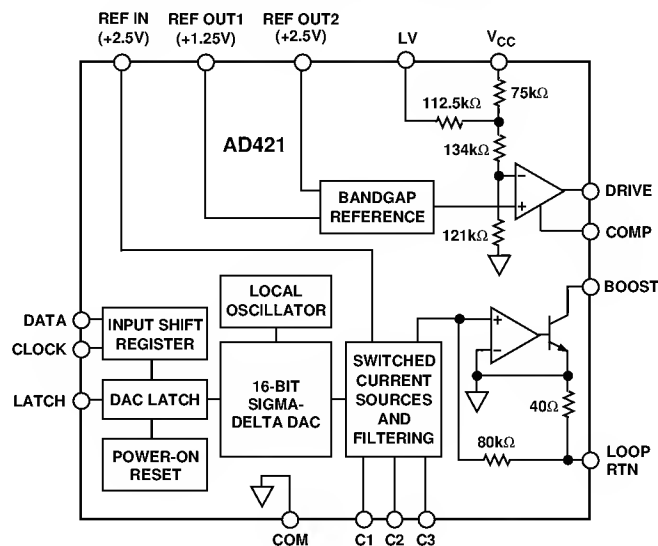 REF IN
(+2.5V)
REF OUT1
(+1.25V)
REF OUT2
(+2.5V)
LV
VCC
75kΩ
112.5kΩ
AD421
134kΩ
BANDGAP
REFERENCE
−
+
DRIVE
121kΩ
COMP
BOOST
LOCAL
OSCILLATOR
DATA
CLOCK
INPUT SHIFT
REGISTER
+
−
SWITCHED
CURRENT
SOURCES
AND
FILTERING
16-BIT
SIGMA-
DELTA DAC
LATCH
DAC LATCH
40Ω
POWER-ON
RESET
80kΩ
LOOP
RTN
COM
C1
C2
C3